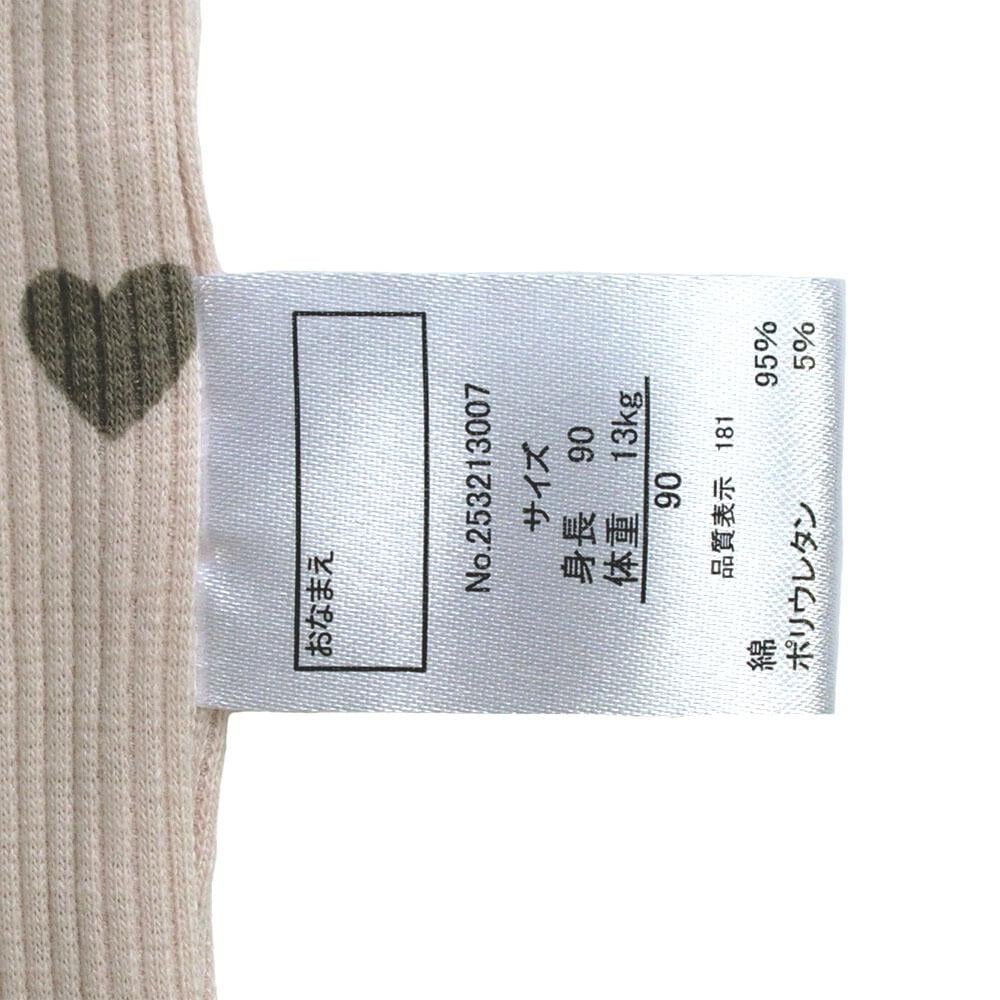 おなまえ
No.253213007
サイズ
身長 90
体重 13kg
90
品質表示 181
綿 95%
ポリウレタン 5%